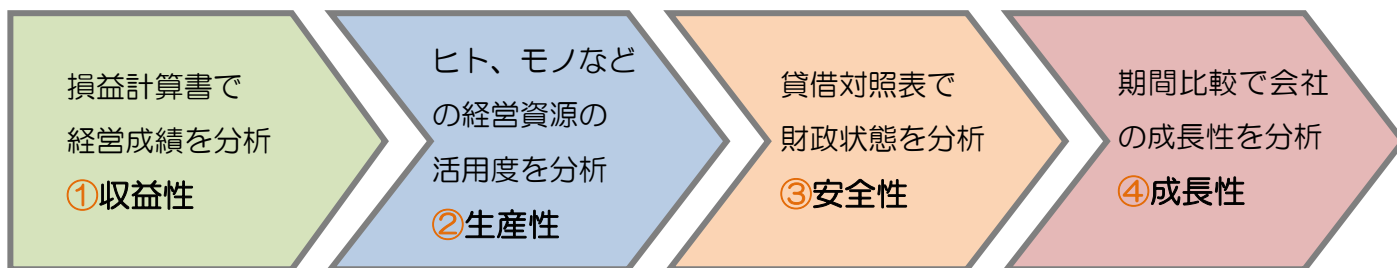 損益計算書で
経営成績を分析
①収益性
ヒト、モノなど
の経営資源の
活用度を分析
②生産性
貸借対照表で
財政状態を分析
③安全性
期間比較で会社
の成長性を分析
④成長性